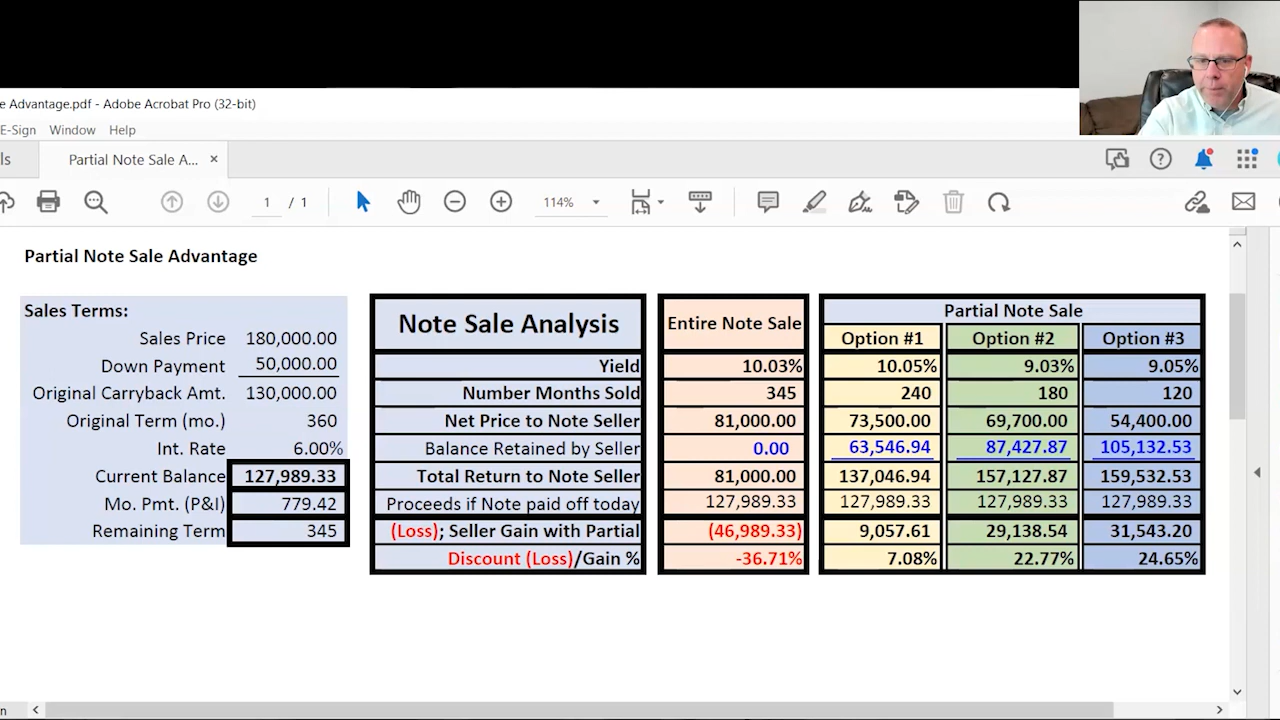 e Advantage.pdf - Adobe Acrobat Pro (32-bit)
E-Sign Window Help
ls Partial Note Sale A... ×
1 / 1 114%
Partial Note Sale Advantage
Sales Terms:
Sales Price 180,000.00
Down Payment 50,000.00
Original Carryback Amt. 130,000.00
Original Term (mo.) 360
Int. Rate 6.00%
Current Balance 127,989.33
Mo. Pmt. (P&I) 779.42
Remaining Term 345
Note Sale Analysis Entire Note Sale Partial Note Sale
Option #1 Option #2 Option #3
Yield 10.03% 10.05% 9.03% 9.05%
Number Months Sold 345 240 180 120
Net Price to Note Seller 81,000.00 73,500.00 69,700.00 54,400.00
Balance Retained by Seller 0.00 63,546.94 87,427.87 105,132.53
Total Return to Note Seller 81,000.00 137,046.94 157,127.87 159,532.53
Proceeds if Note paid off today 127,989.33 127,989.33 127,989.33 127,989.33
(Loss); Seller Gain with Partial (46,989.33) 9,057.61 29,138.54 31,543.20
Discount (Loss)/Gain % -36.71% 7.08% 22.77% 24.65%